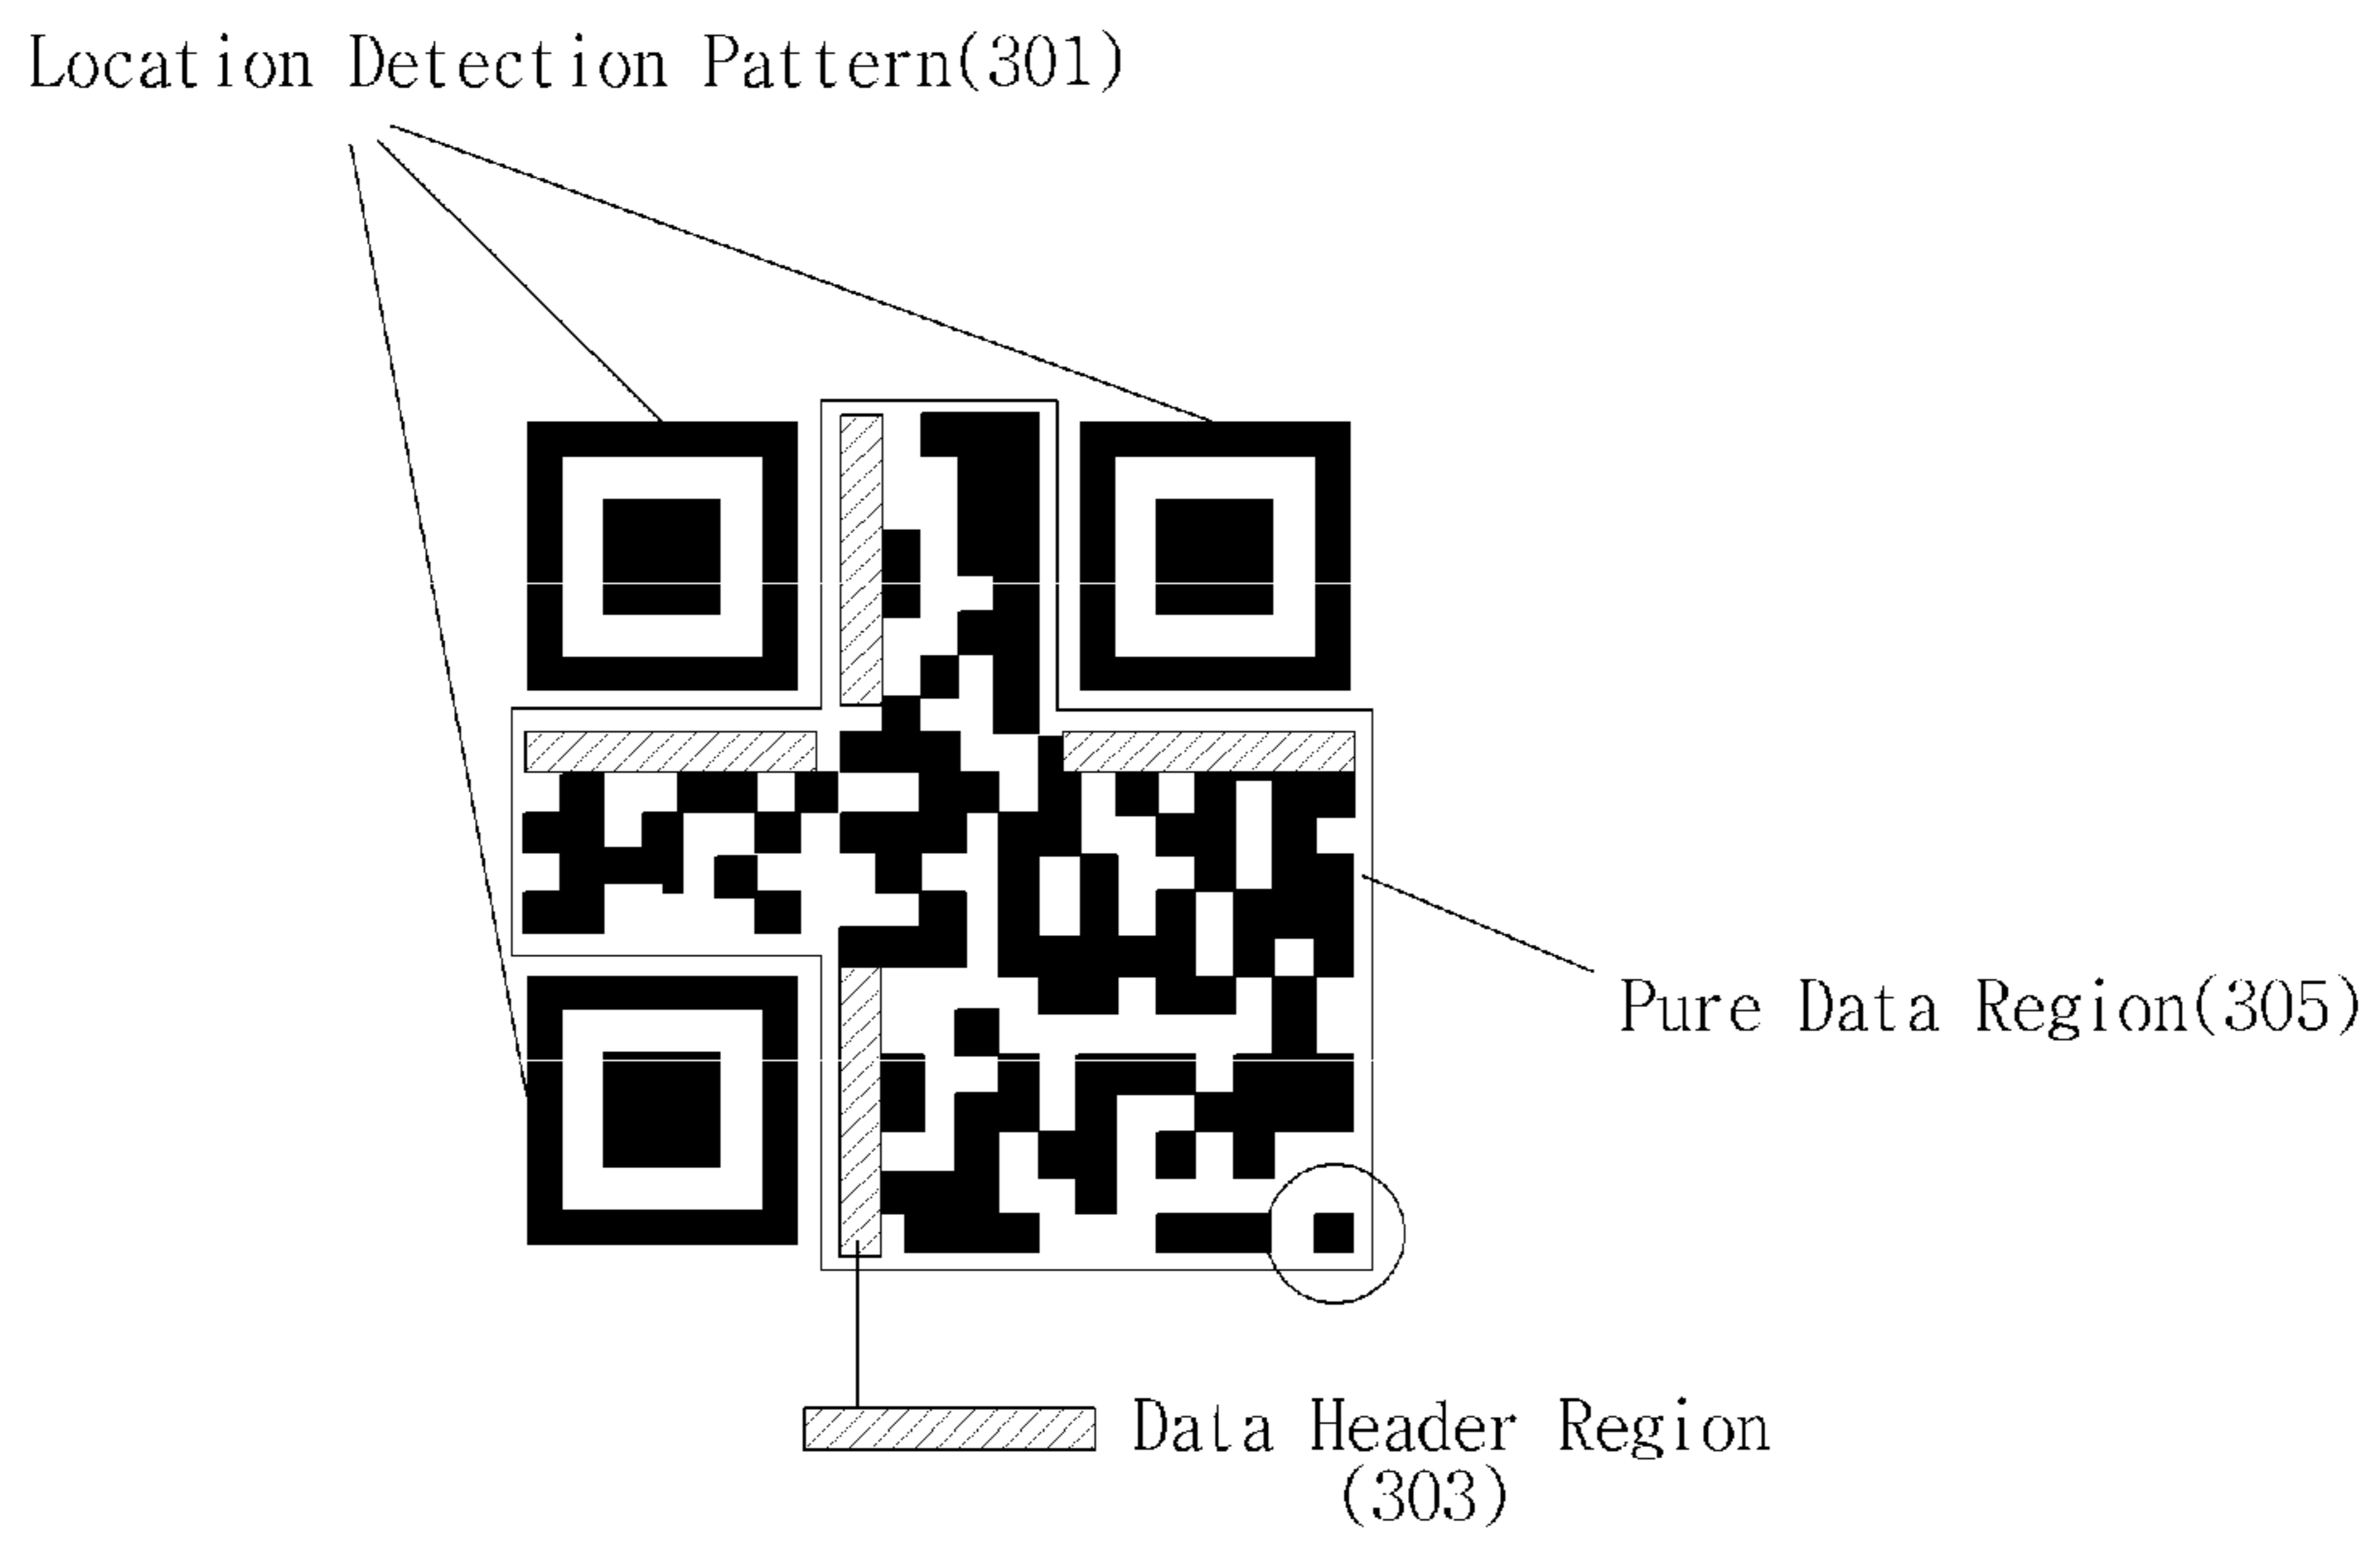 Location Detection Pattern(301)
Pure Data Region(305)
Data Header Region
(303)